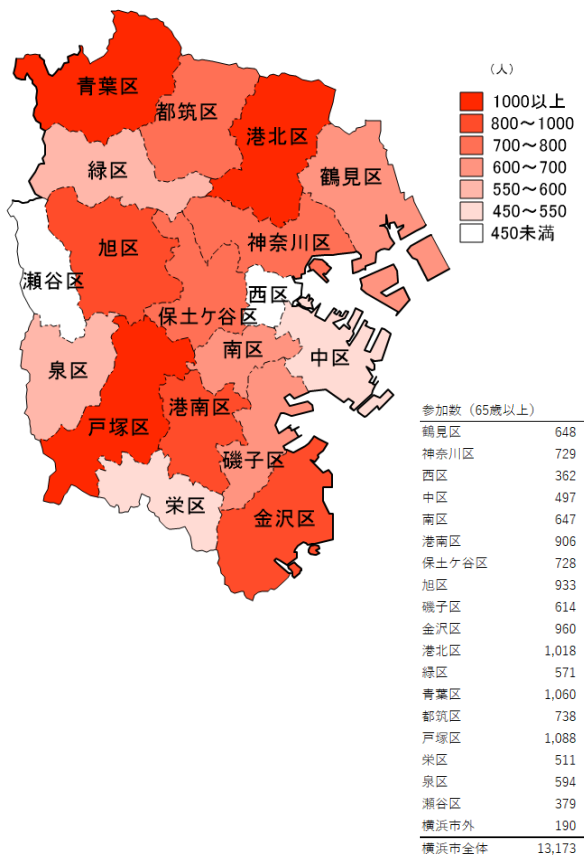 青葉区
都筑区
港北区
緑区
鶴見区
旭区
神奈川区
瀬谷区
西区
保土ケ谷区
南区
中区
泉区
港南区
戸塚区
磯子区
栄区
金沢区
（人）
1000以上
800～1000
700～800
600～700
550～600
450～550
450未満
参加数（65歳以上）
鶴見区 648
神奈川区 729
西区 362
中区 497
南区 647
港南区 906
保土ケ谷区 728
旭区 933
磯子区 614
金沢区 960
港北区 1,018
緑区 571
青葉区 1,060
都筑区 738
戸塚区 1,088
栄区 511
泉区 594
瀬谷区 379
横浜市外 190
横浜市全体 13,173